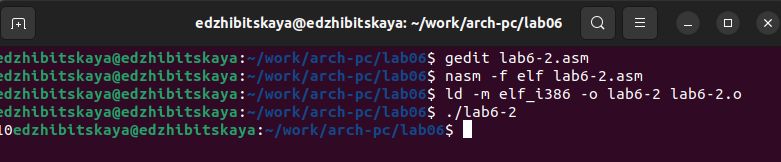 edzhibitskaya@edzhibitskaya: ~/work/arch-pc/lab06
edzhibitskaya@edzhibitskaya:~/work/arch-pc/lab06$ gedit lab6-2.asm
edzhibitskaya@edzhibitskaya:~/work/arch-pc/lab06$ nasm -f elf lab6-2.asm
edzhibitskaya@edzhibitskaya:~/work/arch-pc/lab06$ ld -m elf_i386 -o lab6-2 lab6-2.o
edzhibitskaya@edzhibitskaya:~/work/arch-pc/lab06$ ./lab6-2
10edzhibitskaya@edzhibitskaya:~/work/arch-pc/lab06$